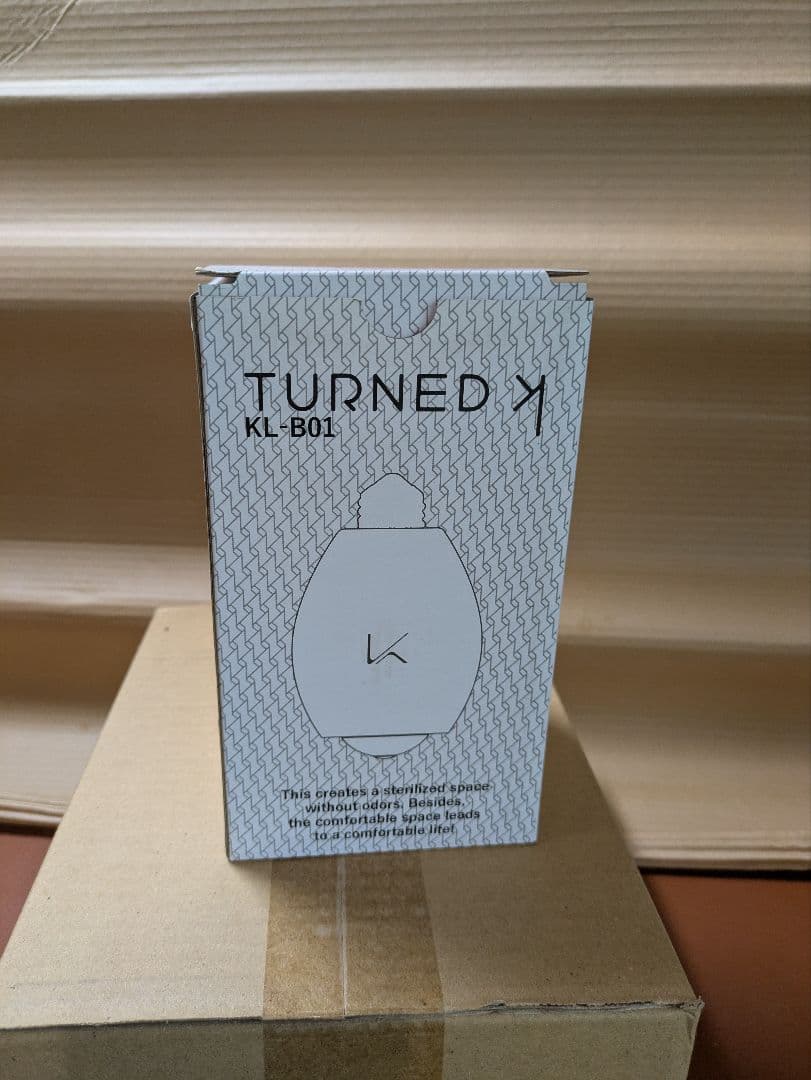 TURNED K
KL-B01
K
This creates a sterilized space
without odors. Besides,
the comfortable space leads
to a comfortable life!